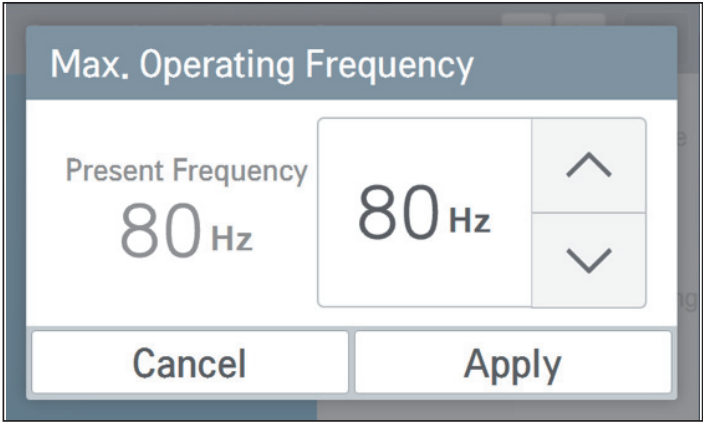 Max. Operating Frequency
Present Frequency
80 Hz
80 Hz
Cancel
Apply